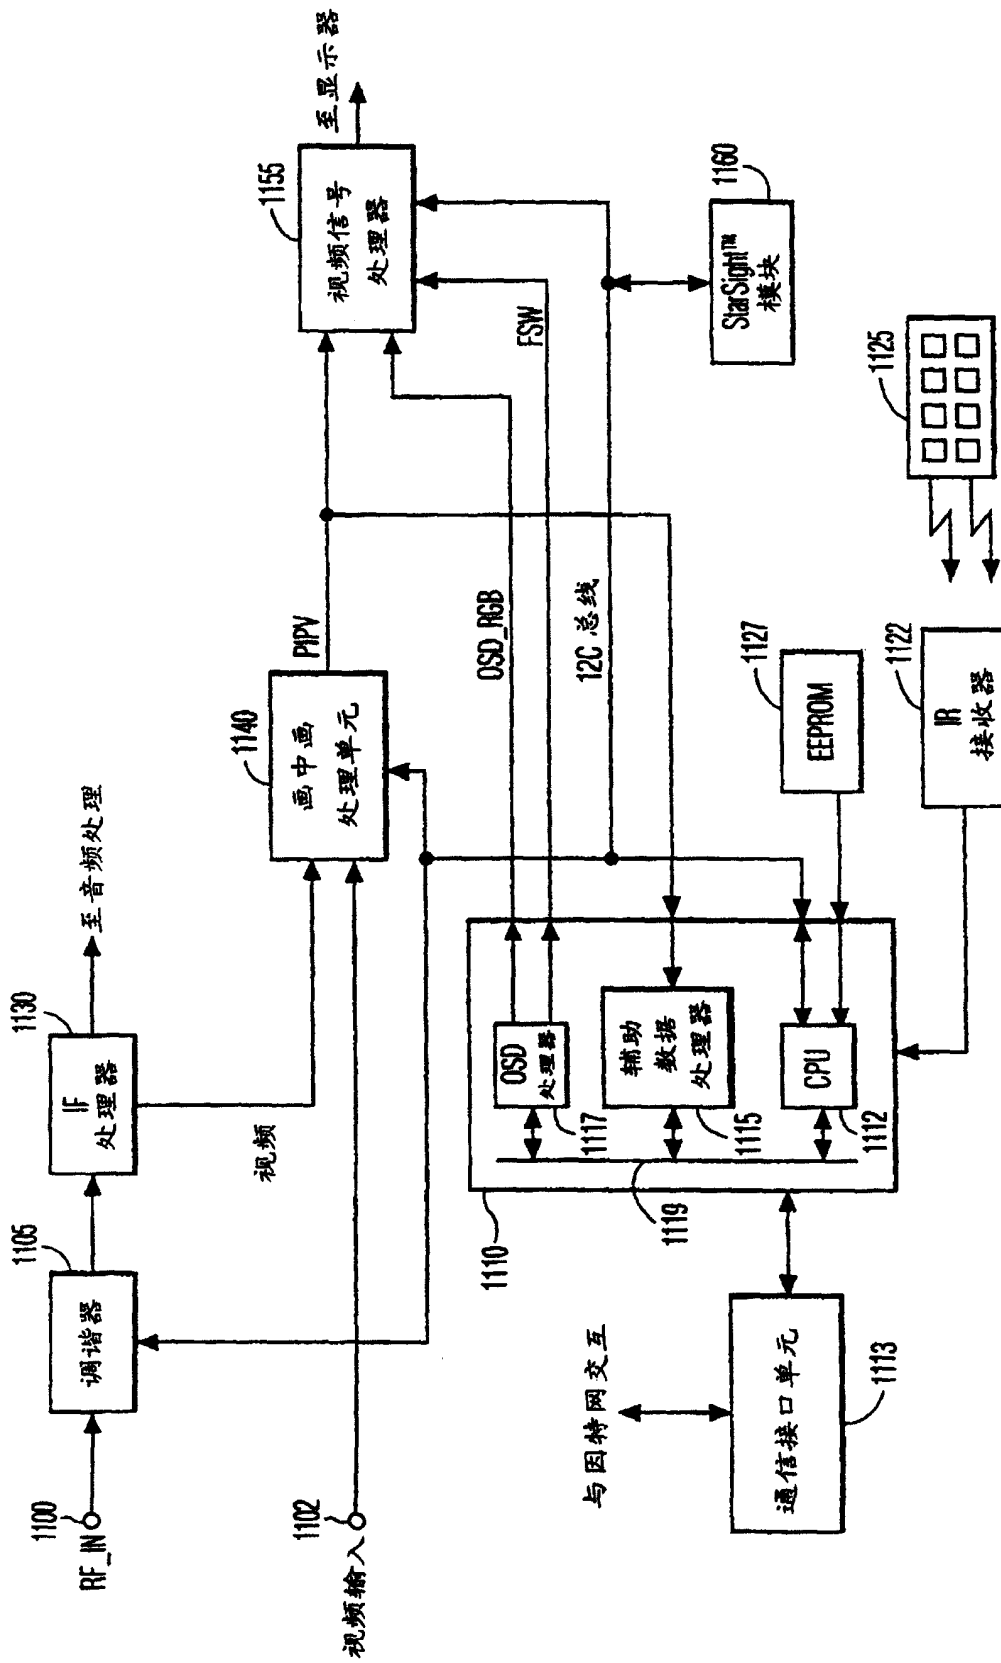 RF_IN
1100
调谐器
1105
IF
处理器
1130
至音频处理
视频
视频输入
1102
画中画
处理单元
1140
PIPV
视频信号
处理器
1155
至显示器
OSD_RGB
FSW
12C 总线
StarSight™
模块
1160
OSD
处理器
1117
辅助
数据
处理器
1115
CPU
1112
1119
1110
EEPROM
1127
IR
接收器
1122
1125
与因特网交互
通信接口单元
1113